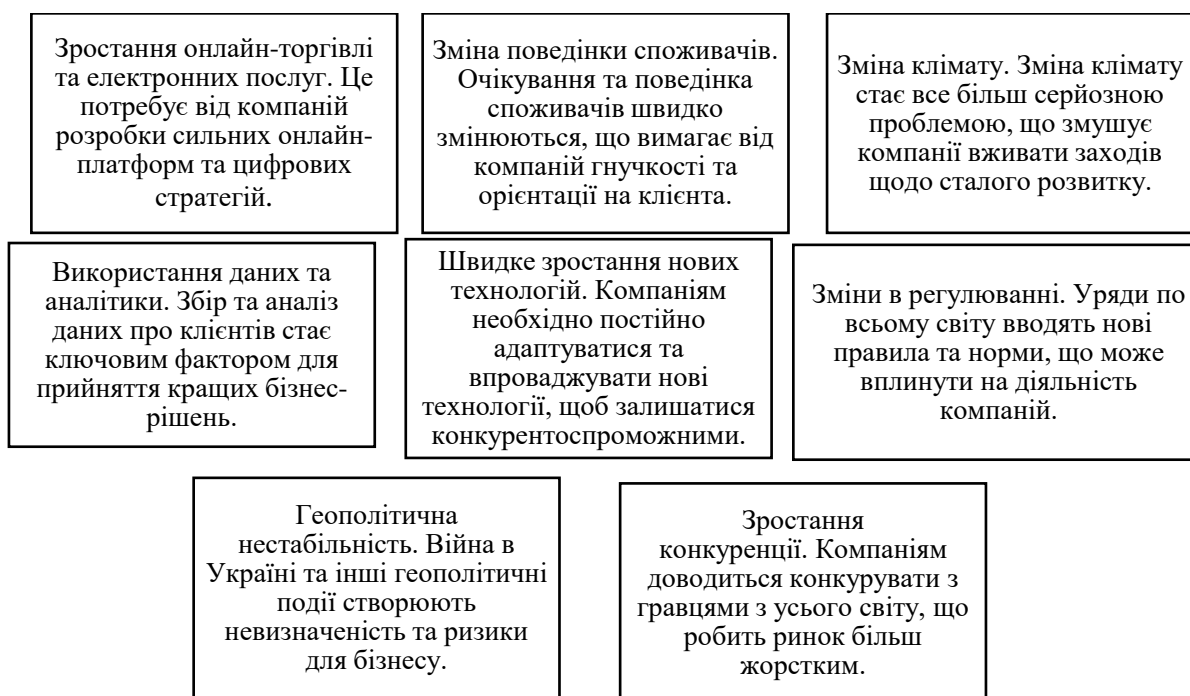 Зростання онлайн-торгівлі
та електронних послуг. Це
потребує від компаній
розробки сильних онлайн-
платформ та цифрових
стратегій.
Зміна поведінки споживачів.
Очікування та поведінка
споживачів швидко
змінюються, що вимагає від
компаній гнучкості та
орієнтації на клієнта.
Зміна клімату. Зміна клімату
стає все більш серйозною
проблемою, що змушує
компанії вживати заходів
щодо сталого розвитку.
Використання даних та
аналітики. Збір та аналіз
даних про клієнтів стає
ключовим фактором для
прийняття кращих бізнес-
рішень.
Швидке зростання нових
технологій. Компаніям
необхідно постійно
адаптуватися та
впроваджувати нові
технології, щоб залишатися
конкурентоспроможними.
Зміни в регулюванні. Уряди по
всьому світу вводять нові
правила та норми, що може
вплинути на діяльність
компаній.
Геополітична
нестабільність. Війна в
Україні та інші геополітичні
події створюють
невизначеність та ризики
для бізнесу.
Зростання
конкуренції. Компаніям
доводиться конкурувати з
гравцями з усього світу, що
робить ринок більш
жорстким.